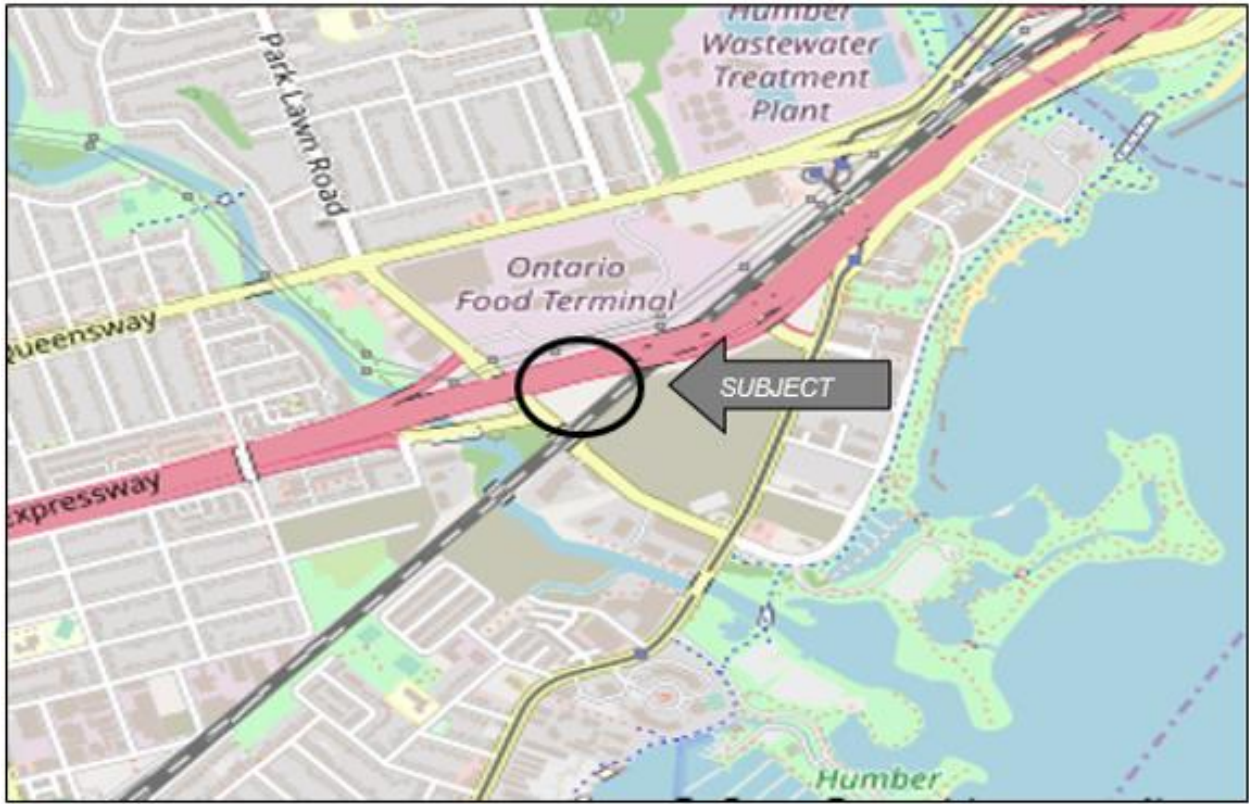 Humber
Wastewater
Treatment
Plant
Park Lawn Road
Ontario
Food Terminal
Queensway
SUBJECT
Expressway
Humber